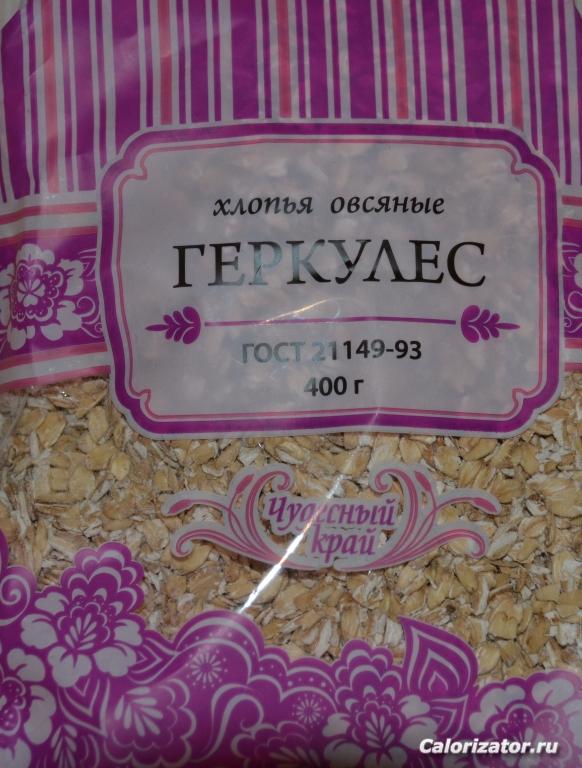 хлопья овсяные
ГЕРКУЛЕС
ГОСТ 21149-93
400 г
Чудесный
край
Calorizator.ru